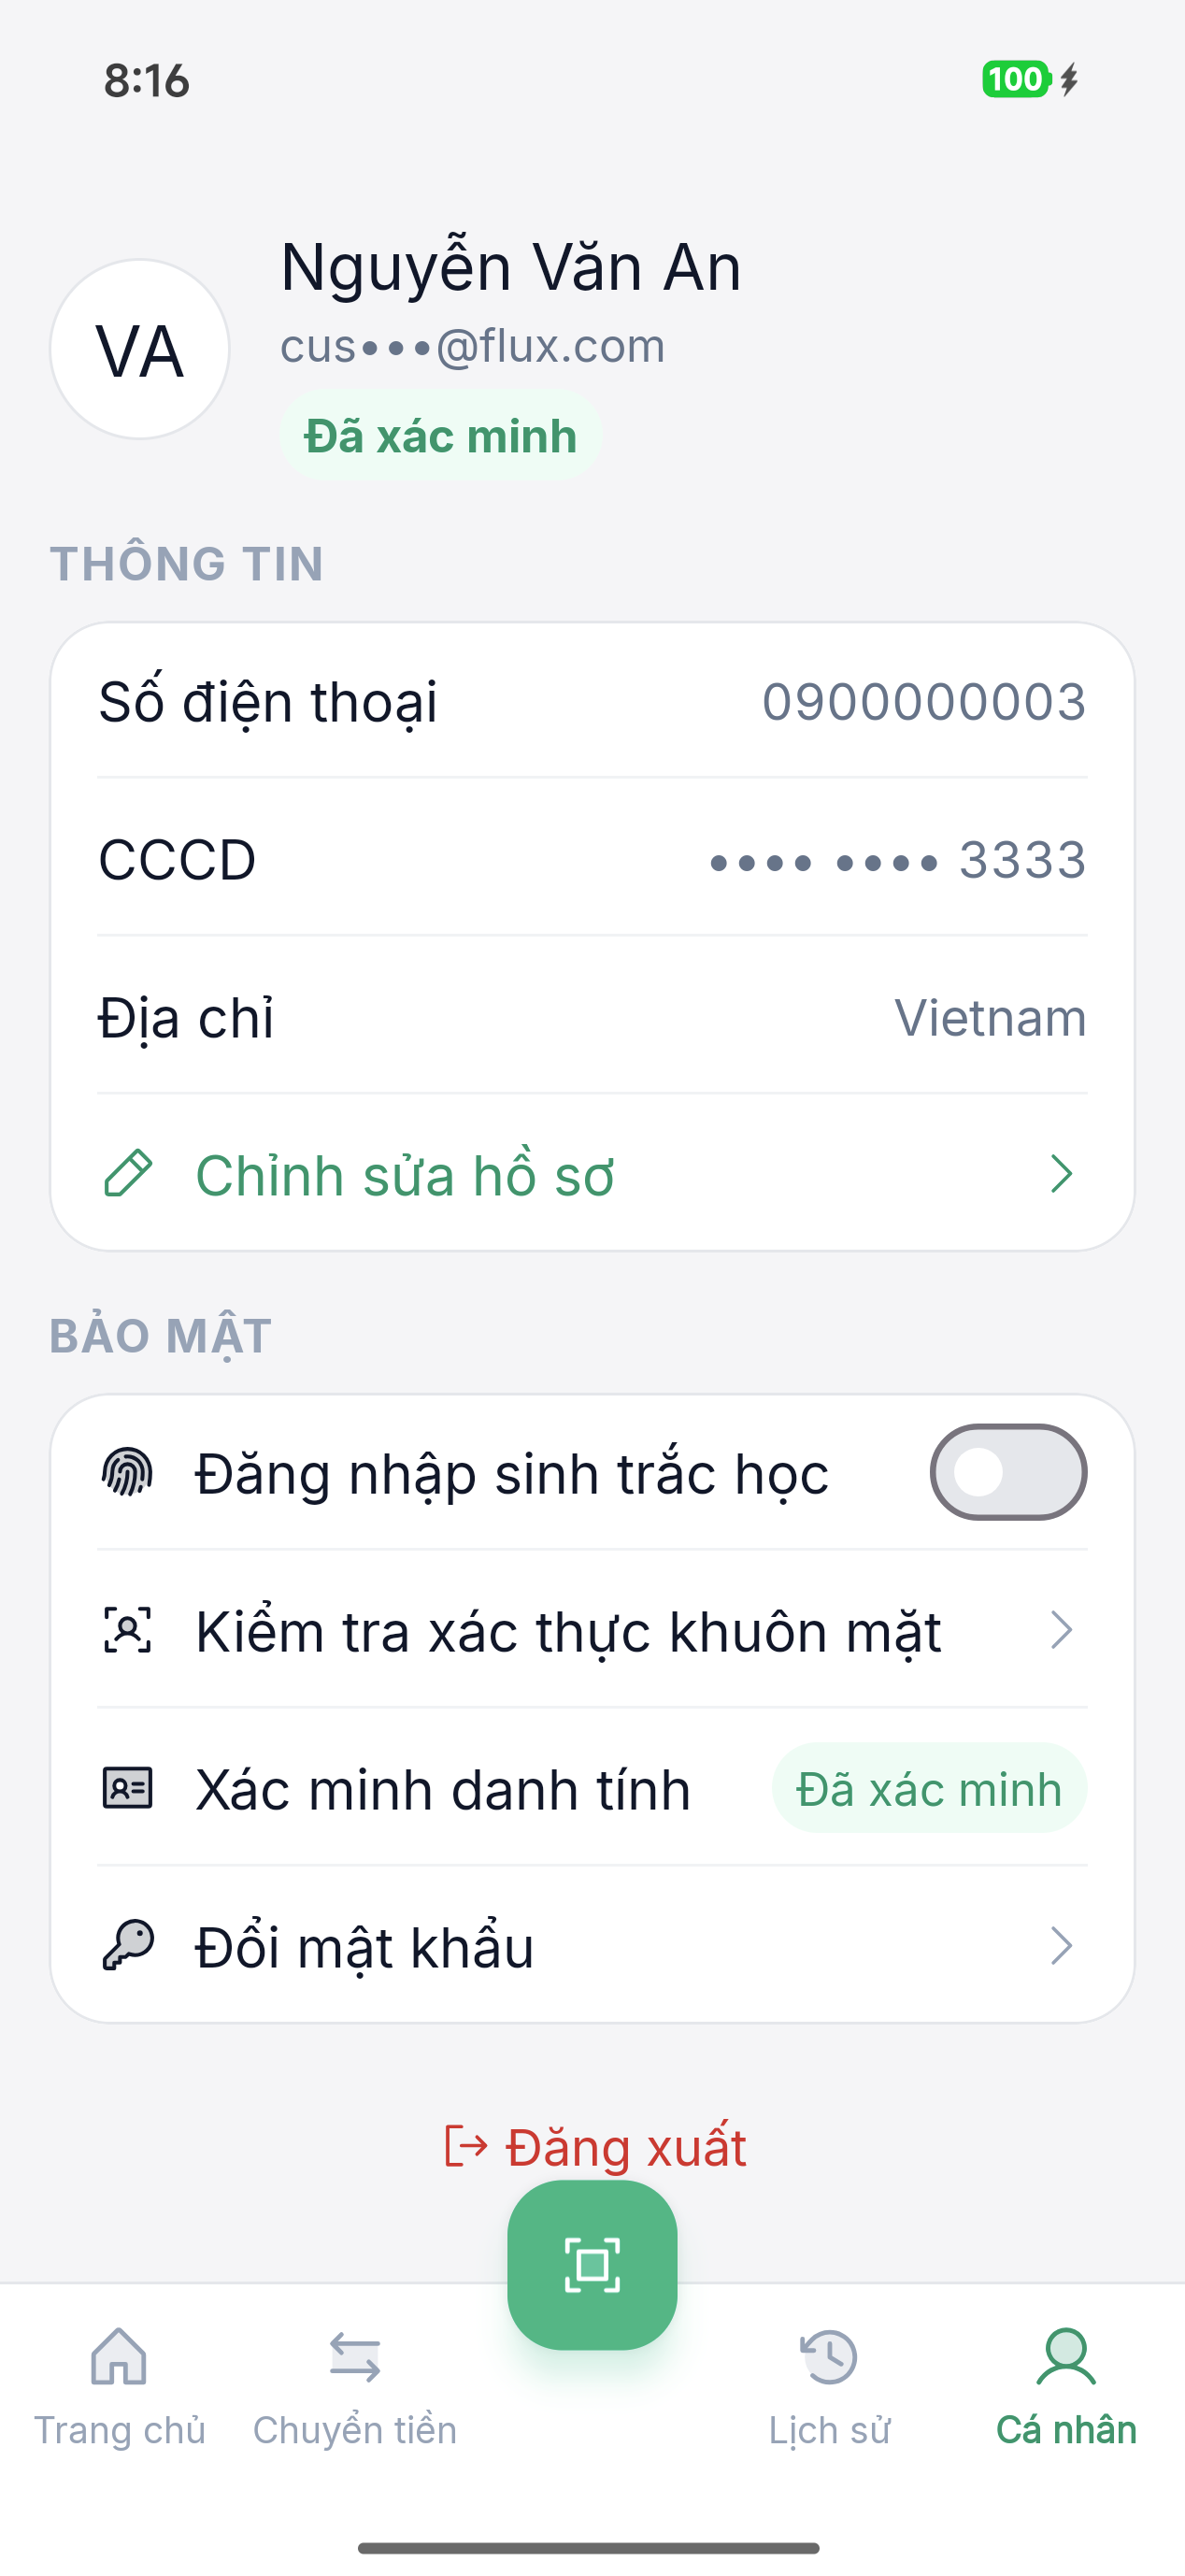 8:16
100
VA
Nguyễn Văn An
cus•••@flux.com
Đã xác minh
THÔNG TIN
Số điện thoại 0900000003
CCCD •••• •••• 3333
Địa chỉ Vietnam
Chỉnh sửa hồ sơ
BẢO MẬT
Đăng nhập sinh trắc học
Kiểm tra xác thực khuôn mặt
Xác minh danh tính Đã xác minh
Đổi mật khẩu
Đăng xuất
Trang chủ Chuyển tiền Lịch sử Cá nhân